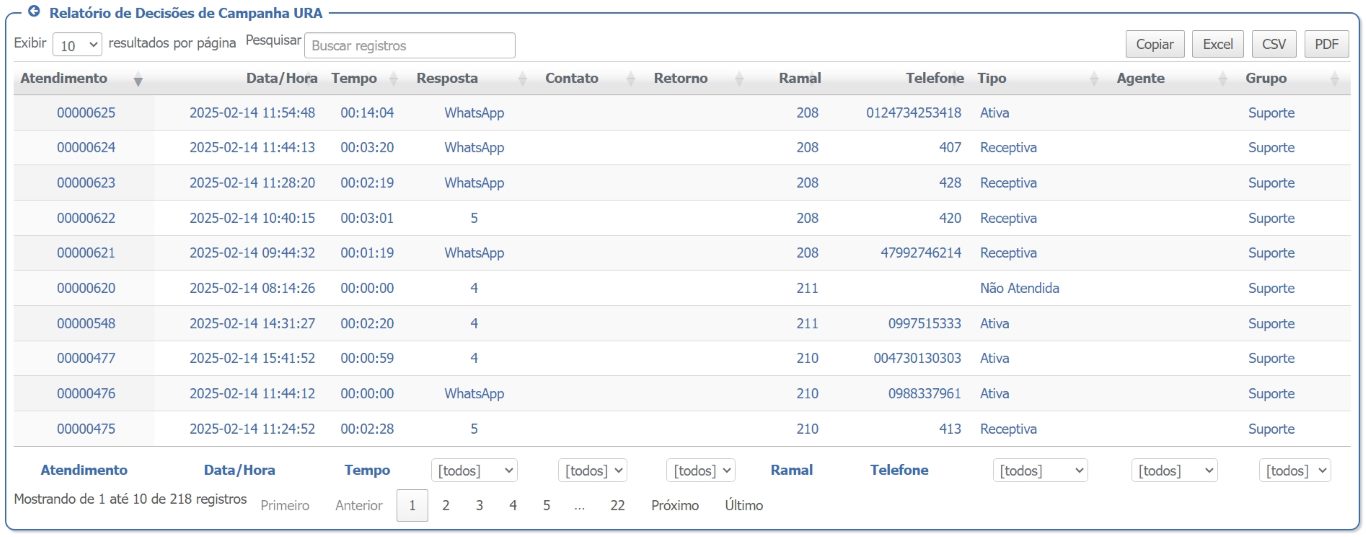 Relatório de Decisões de Campanha URA
Exibir 10 resultados por página Pesquisar Buscar registros Copiar Excel CSV PDF
Atendimento Data/Hora Tempo Resposta Contato Retorno Ramal Telefone Tipo Agente Grupo
00000625 2025-02-14 11:54:48 00:14:04 WhatsApp 208 0124734253418 Ativa Suporte
00000624 2025-02-14 11:44:13 00:03:20 WhatsApp 208 407 Receptiva Suporte
00000623 2025-02-14 11:28:20 00:02:19 WhatsApp 208 428 Receptiva Suporte
00000622 2025-02-14 10:40:15 00:03:01 5 208 420 Receptiva Suporte
00000621 2025-02-14 09:44:32 00:01:19 WhatsApp 208 47992746214 Receptiva Suporte
00000620 2025-02-14 08:14:26 00:00:00 4 211 Não Atendida Suporte
00000548 2025-02-14 14:31:27 00:02:20 4 211 0997515333 Ativa Suporte
00000477 2025-02-14 15:41:52 00:00:59 4 210 004730130303 Ativa Suporte
00000476 2025-02-14 11:44:12 00:00:00 WhatsApp 210 0988337961 Ativa Suporte
00000475 2025-02-14 11:24:52 00:02:28 5 210 413 Receptiva Suporte
Atendimento Data/Hora Tempo [todos] [todos] [todos] Ramal Telefone [todos] [todos] [todos]
Mostrando de 1 até 10 de 218 registros Primeiro Anterior 1 2 3 4 5 ... 22 Próximo Último